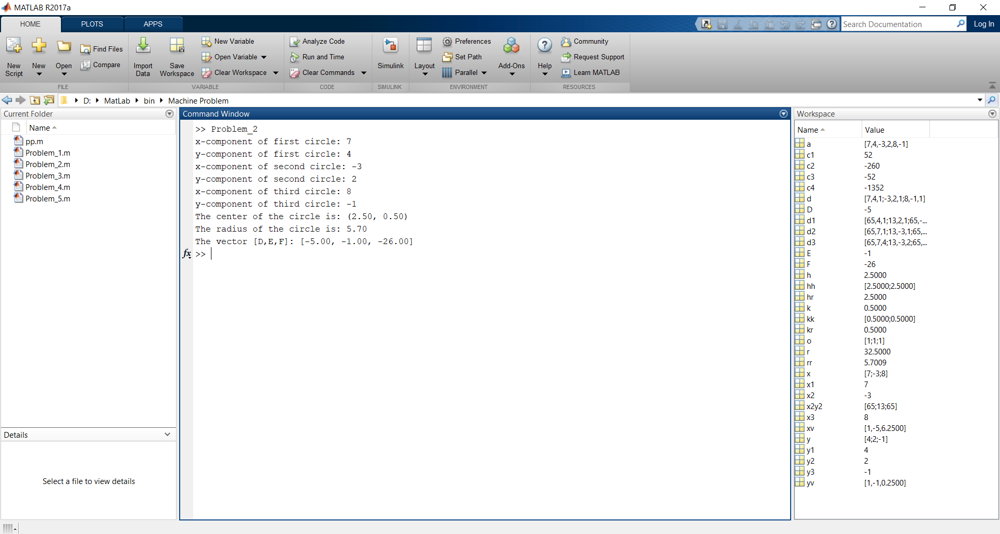 MATLAB R2017a
HOME PLOTS APPS
Search Documentation Log In
New Script
New
Open
Find Files
Compare
FILE
Import Data
Save Workspace
New Variable
Open Variable
Clear Workspace
VARIABLE
Analyze Code
Run and Time
Clear Commands
CODE
Simulink
SIMULINK
Layout
Preferences
Set Path
Parallel
Add-Ons
ENVIRONMENT
Help
Community
Request Support
Learn MATLAB
RESOURCES
D: MatLab bin Machine Problem
Current Folder
Name
pp.m
Problem_1.m
Problem_2.m
Problem_3.m
Problem_4.m
Problem_5.m
Details
Select a file to view details
Command Window
>> Problem_2
x-component of first circle: 7
y-component of first circle: 4
x-component of second circle: -3
y-component of second circle: 2
x-component of third circle: 8
y-component of third circle: -1
The center of the circle is: (2.50, 0.50)
The radius of the circle is: 5.70
The vector [D,E,F]: [-5.00, -1.00, -26.00]
fx >>
Workspace
Name Value
a [7,4,-3,2,8,-1]
c1 52
c2 -260
c3 -52
c4 -1352
d [7,4,1;-3,2,1;8,-1,1]
D -5
d1 [65,4,1;13,2,1;65,-...
d2 [65,7,1;13,-3,1;65,...
d3 [65,7,4;13,-3,2;65,...
E -1
F -26
h 2.5000
hh [2.5000;2.5000]
hr 2.5000
k 0.5000
kk [0.5000;0.5000]
kr 0.5000
o [1;1;1]
r 32.5000
rr 5.7009
x [7;-3;8]
x1 7
x2 -3
x2y2 [65;13;65]
x3 8
xv [1,-5,6.2500]
y [4;2;-1]
y1 4
y2 2
y3 -1
yv [1,-1,0.2500]